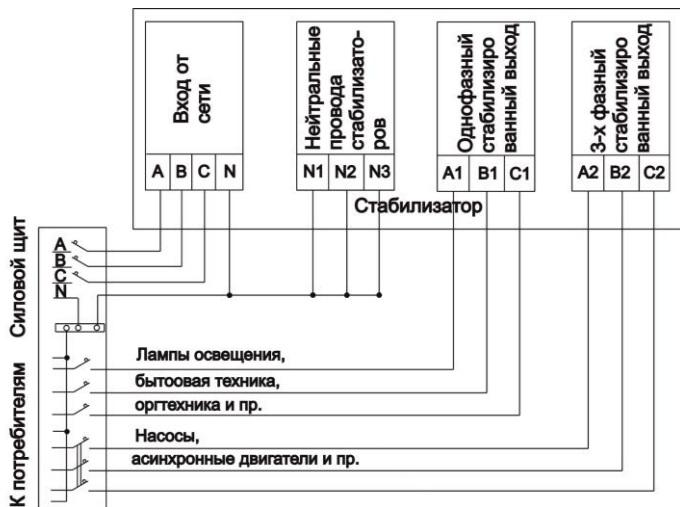 Вход от
сети
A B C N
Нейтральные
провода
стабилизато-
ров
N1 N2 N3
Однофазный
стабилизиро
ванный выход
A1 B1 C1
3-х фазный
стабилизиро
ванный выход
A2 B2 C2
Стабилизатор
Силовой щит
A
B
C
N
К потребителям
Лампы освещения,
бытоовая техника,
оргтехника и пр.
Насосы,
асинхронные двигатели и пр.